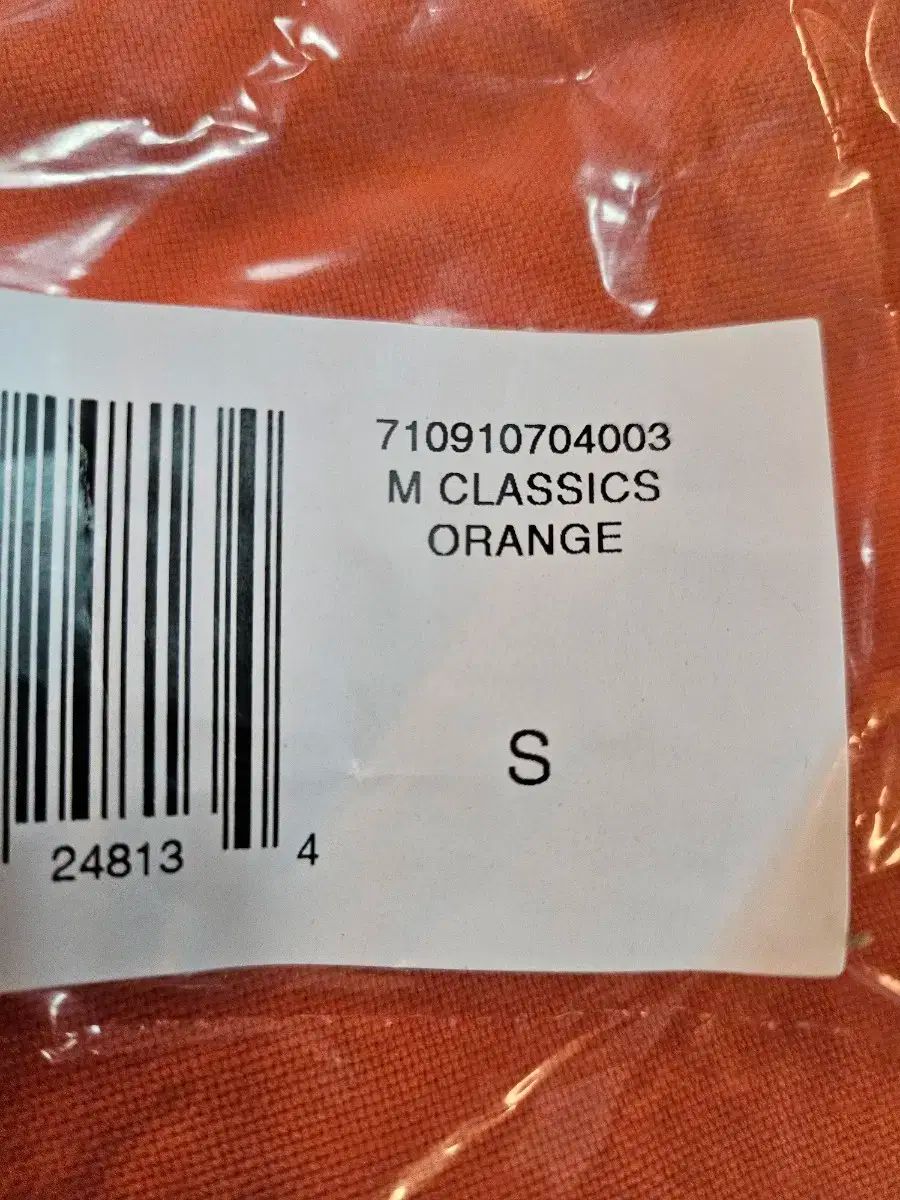 710910704003
M CLASSICS
ORANGE
S
24813 4